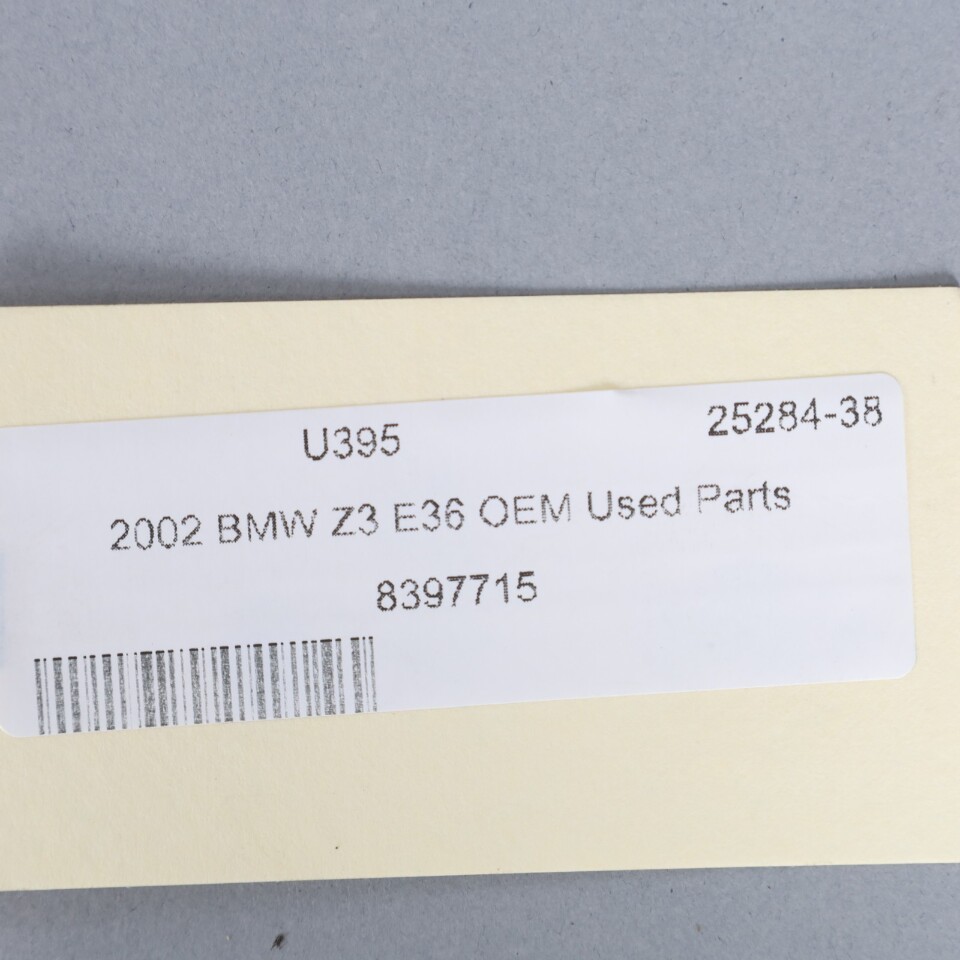 U395 25284-38
2002 BMW Z3 E36 OEM Used Parts
8397715